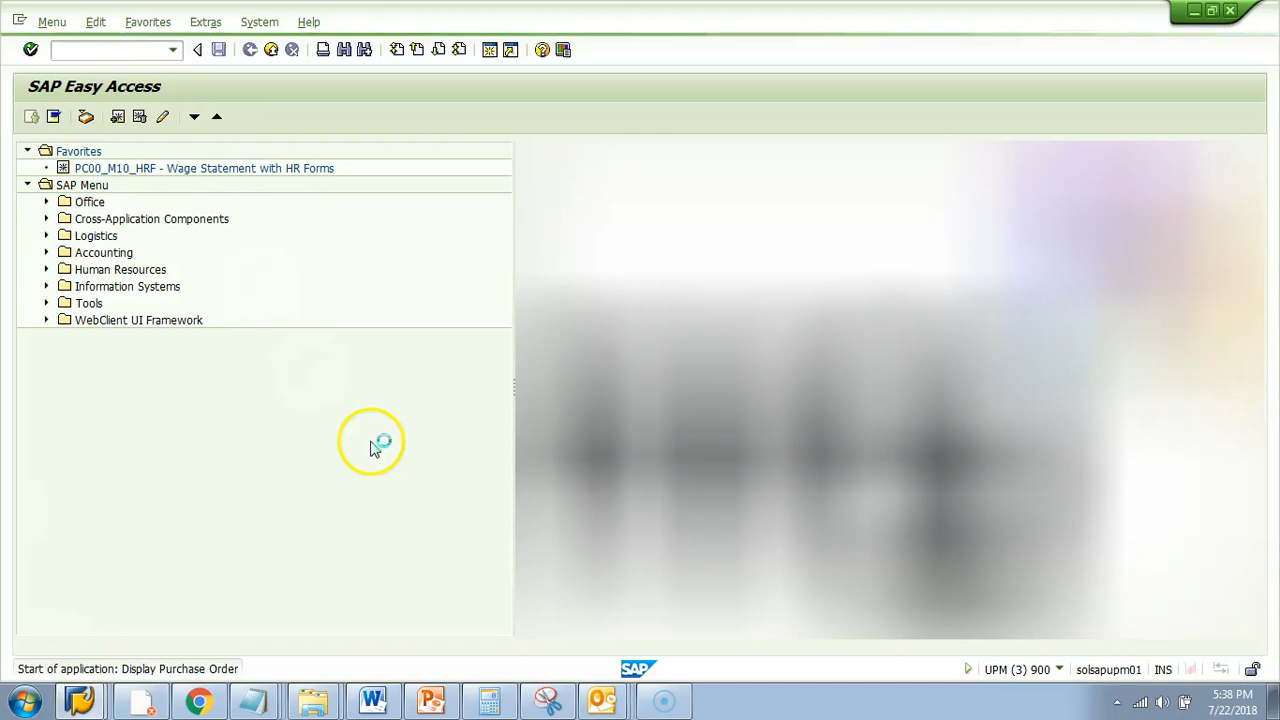 Menu Edit Favorites Extras System Help
SAP Easy Access
Favorites
PC00_M10_HRF - Wage Statement with HR Forms
SAP Menu
Office
Cross-Application Components
Logistics
Accounting
Human Resources
Information Systems
Tools
WebClient UI Framework
Start of application: Display Purchase Order
SAP
UPM (3) 900
solsapupm01
INS
5:38 PM
7/22/2018